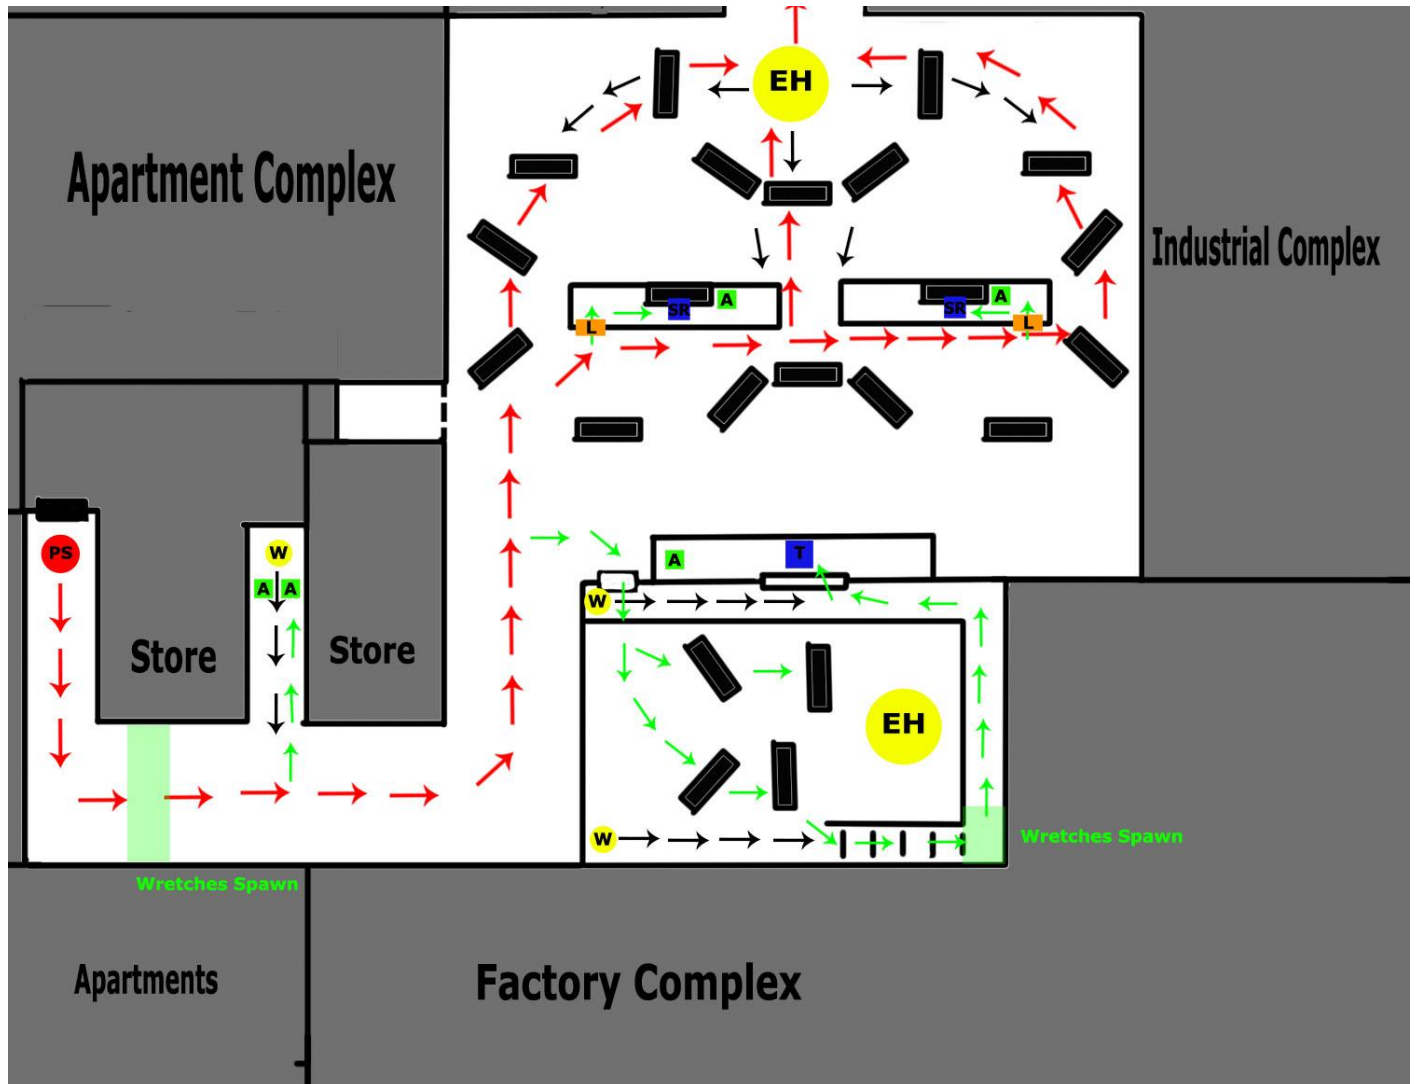 EH
Apartment Complex
Industrial Complex
SR
A
L
SR
A
L
PS
W
A
A
A
T
W
Store
Store
EH
W
Wretches Spawn
Wretches Spawn
Apartments
Factory Complex